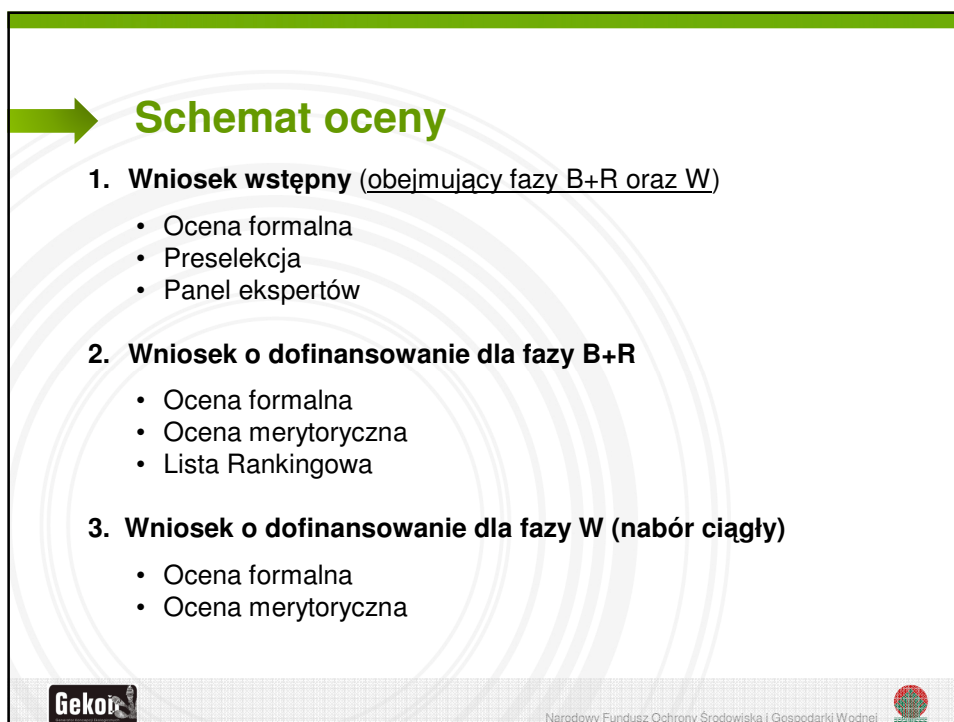 Schemat oceny
1. Wniosek wstępny (obejmujący fazy B+R oraz W)
• Ocena formalna
• Preselekcja
• Panel ekspertów
2. Wniosek o dofinansowanie dla fazy B+R
• Ocena formalna
• Ocena merytoryczna
• Lista Rankingowa
3. Wniosek o dofinansowanie dla fazy W (nabór ciągły)
• Ocena formalna
• Ocena merytoryczna
Gekon
Narodowy Fundusz Ochrony Środowiska i Gospodarki Wodnej